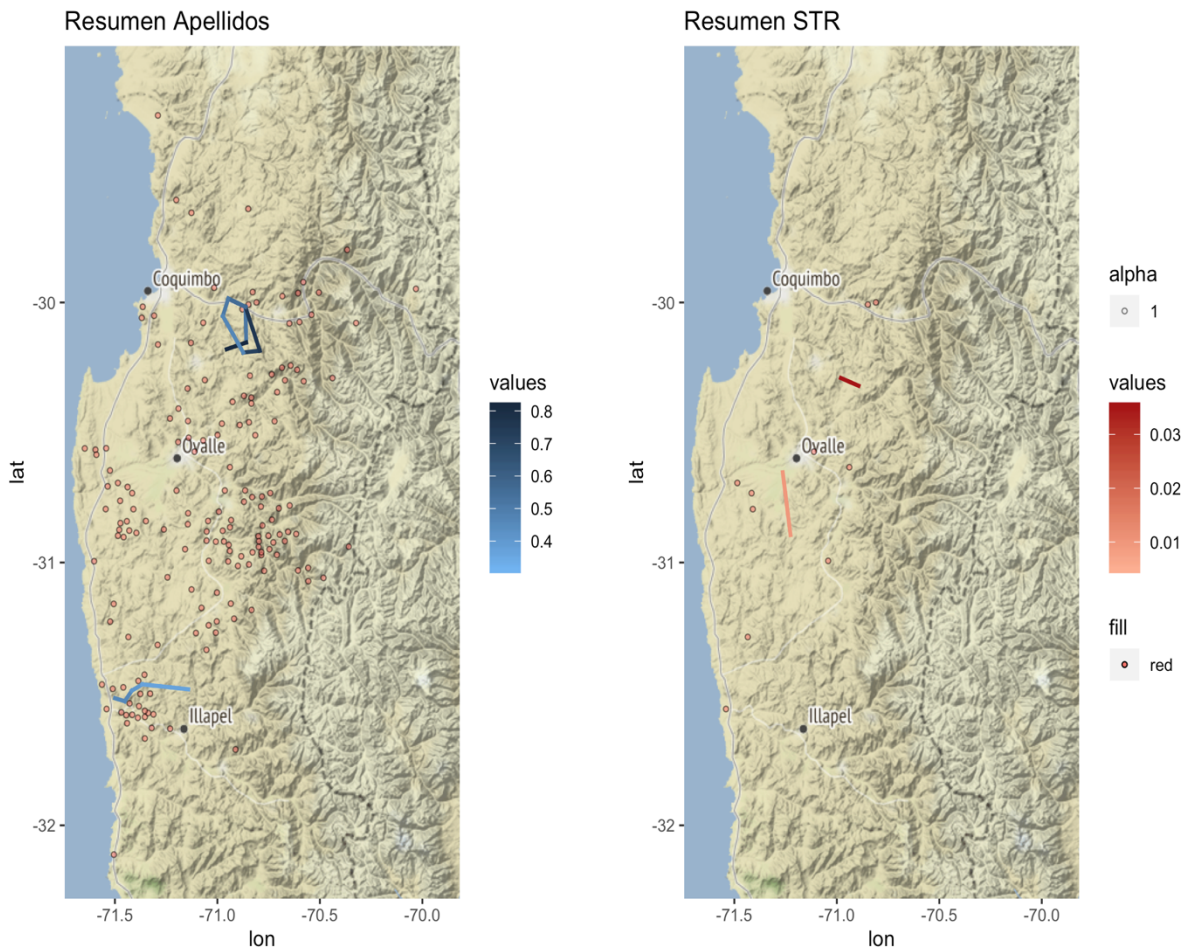 Resumen Apellidos
Coquimbo
Ovalle
Illapel
-30
-31
-32
lat
-71.5
-71.0
-70.5
-70.0
lon
values
0.8
0.7
0.6
0.5
0.4
Resumen STR
Coquimbo
Ovalle
Illapel
-30
-31
-32
lat
-71.5
-71.0
-70.5
-70.0
lon
alpha
1
values
0.03
0.02
0.01
fill
red